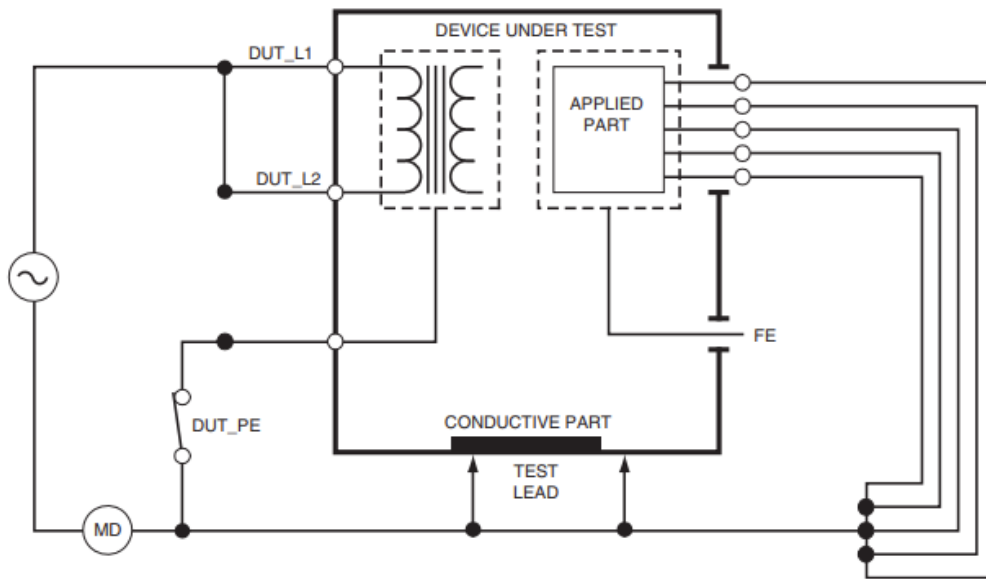 DEVICE UNDER TEST
DUT_L1
APPLIED
PART
DUT_L2
FE
DUT_PE
CONDUCTIVE PART
TEST
LEAD
MD